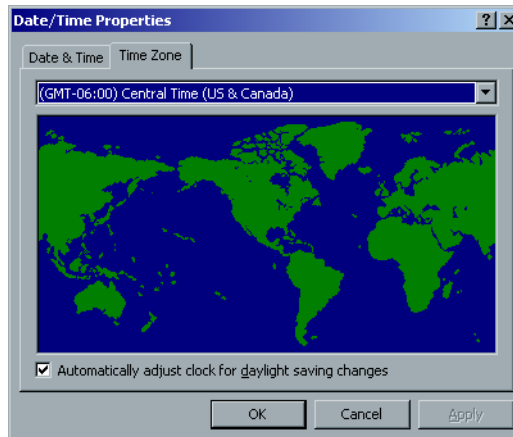 Date/Time Properties
Date & Time
Time Zone
(GMT-06:00) Central Time (US & Canada)
Automatically adjust clock for daylight saving changes
OK
Cancel
Apply